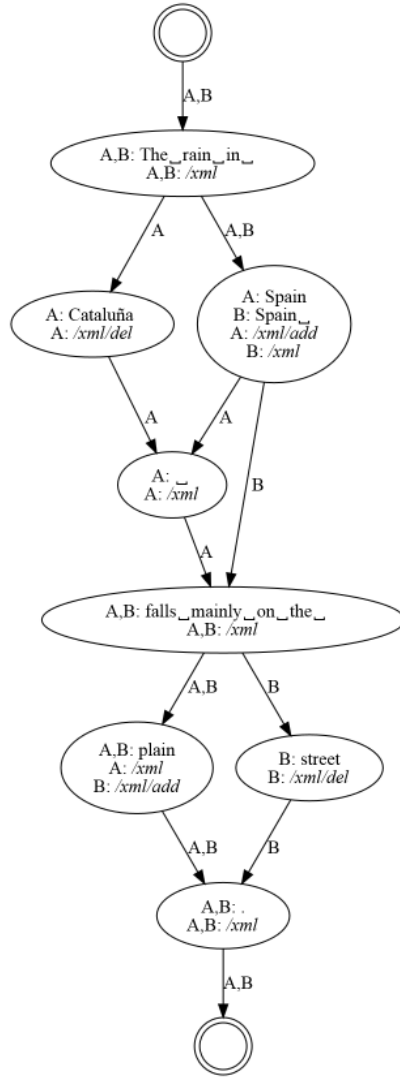 A,B
A,B: The␣rain␣in␣
A,B: /xml
A
A,B
A: Cataluña
A: /xml/del
A: Spain
B: Spain␣
A: /xml/add
B: /xml
A
A
B
A: ␣
A: /xml
A
A,B: falls␣mainly␣on␣the␣
A,B: /xml
A,B
B
A,B: plain
A: /xml
B: /xml/add
B: street
B: /xml/del
A,B
B
A,B: .
A,B: /xml
A,B